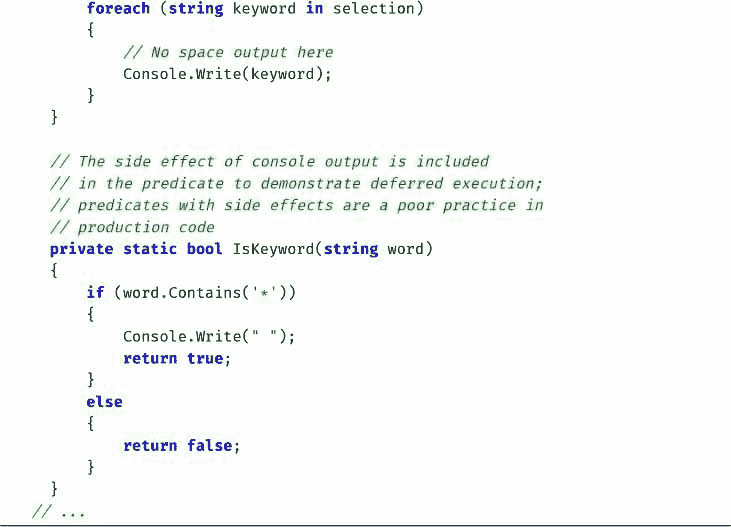 foreach (string keyword in selection)
{
// No space output here
Console.Write(keyword);
}
}
// The side effect of console output is included
// in the predicate to demonstrate deferred execution;
// predicates with side effects are a poor practice in
// production code
private static bool IsKeyword(string word)
{
if (word.Contains('*'))
{
Console.Write(" ");
return true;
}
else
{
return false;
}
}
// ...